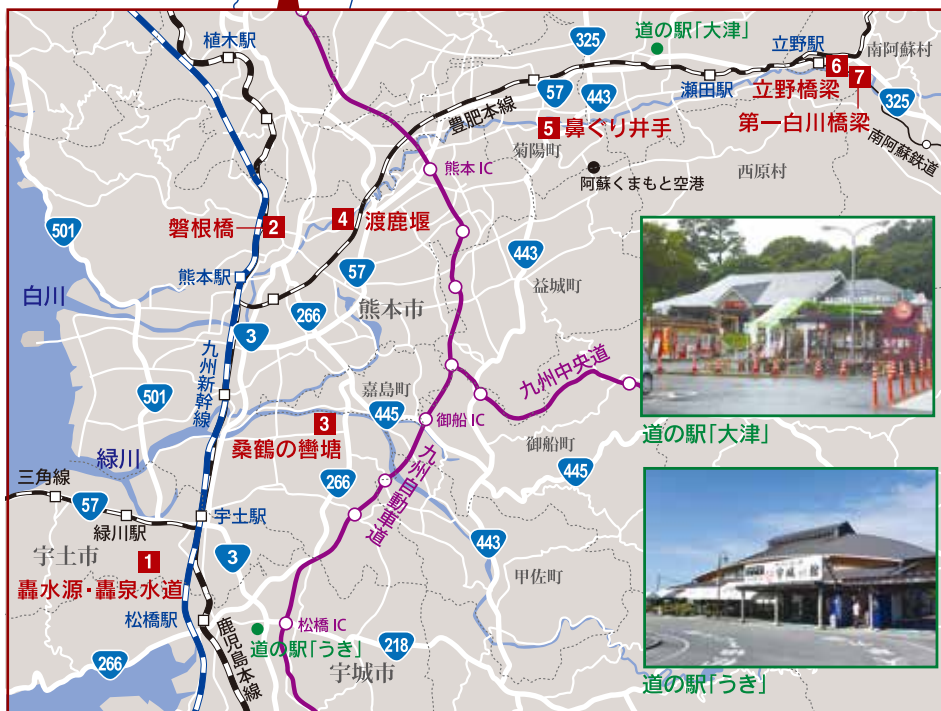 植木駅
325
道の駅「大津」
立野駅
南阿蘇村
6
7
立野橋梁
瀬田駅
第一白川橋梁
325
南阿蘇鉄道
豊肥本線
57
443
5 鼻ぐり井手
菊陽町
熊本 IC
阿蘇くまもと空港
西原村
磐根橋
2
4 渡鹿堰
501
443
57
熊本駅
白川
益城町
266
熊本市
3
九州新幹線
九州中央道
嘉島町
501
445
3
御船 IC
桑鶴の轡塘
緑川
御船町
三角線
266
445
57
九州自動車道
緑川駅
宇土駅
宇土市
1
3
443
轟水源・轟泉水道
甲佐町
松橋駅
松橋 IC
道の駅「うき」
鹿児島本線
266
218
宇城市
道の駅「大津」
道の駅「うき」